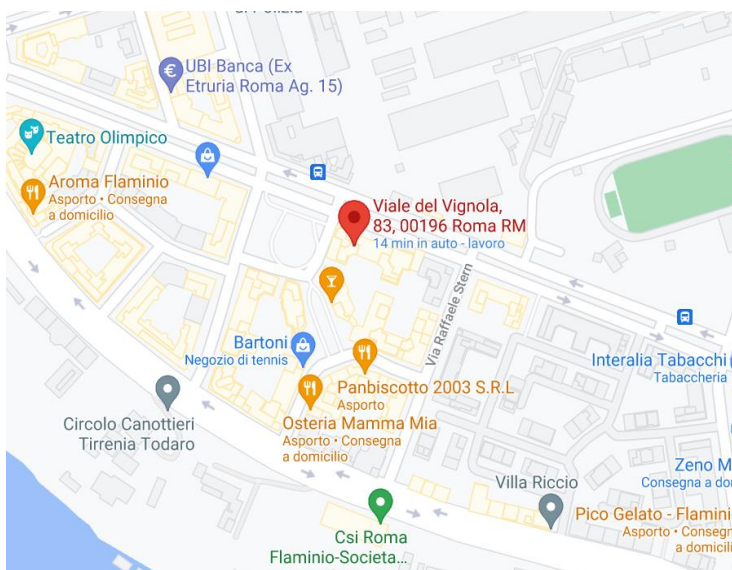 UBI Banca (Ex
Etruria Roma Ag. 15)
Teatro Olimpico
Aroma Flaminio
Asporto • Consegna
a domicilio
Viale del Vignola,
83, 00196 Roma RM
14 min in auto - lavoro
Via Raffaele Stern
Bartoni
Negozio di tennis
Interalia Tabacchi
Tabaccheria
Panbiscotto 2003 S.R.L
Asporto
Circolo Canottieri
Tirrenia Todaro
Osteria Mamma Mia
Asporto • Consegna
a domicilio
Zeno M
Consegna a do
Villa Riccio
Pico Gelato - Flamini
Asporto • Conseg
a domicili
Csi Roma
Flaminio-Societa...